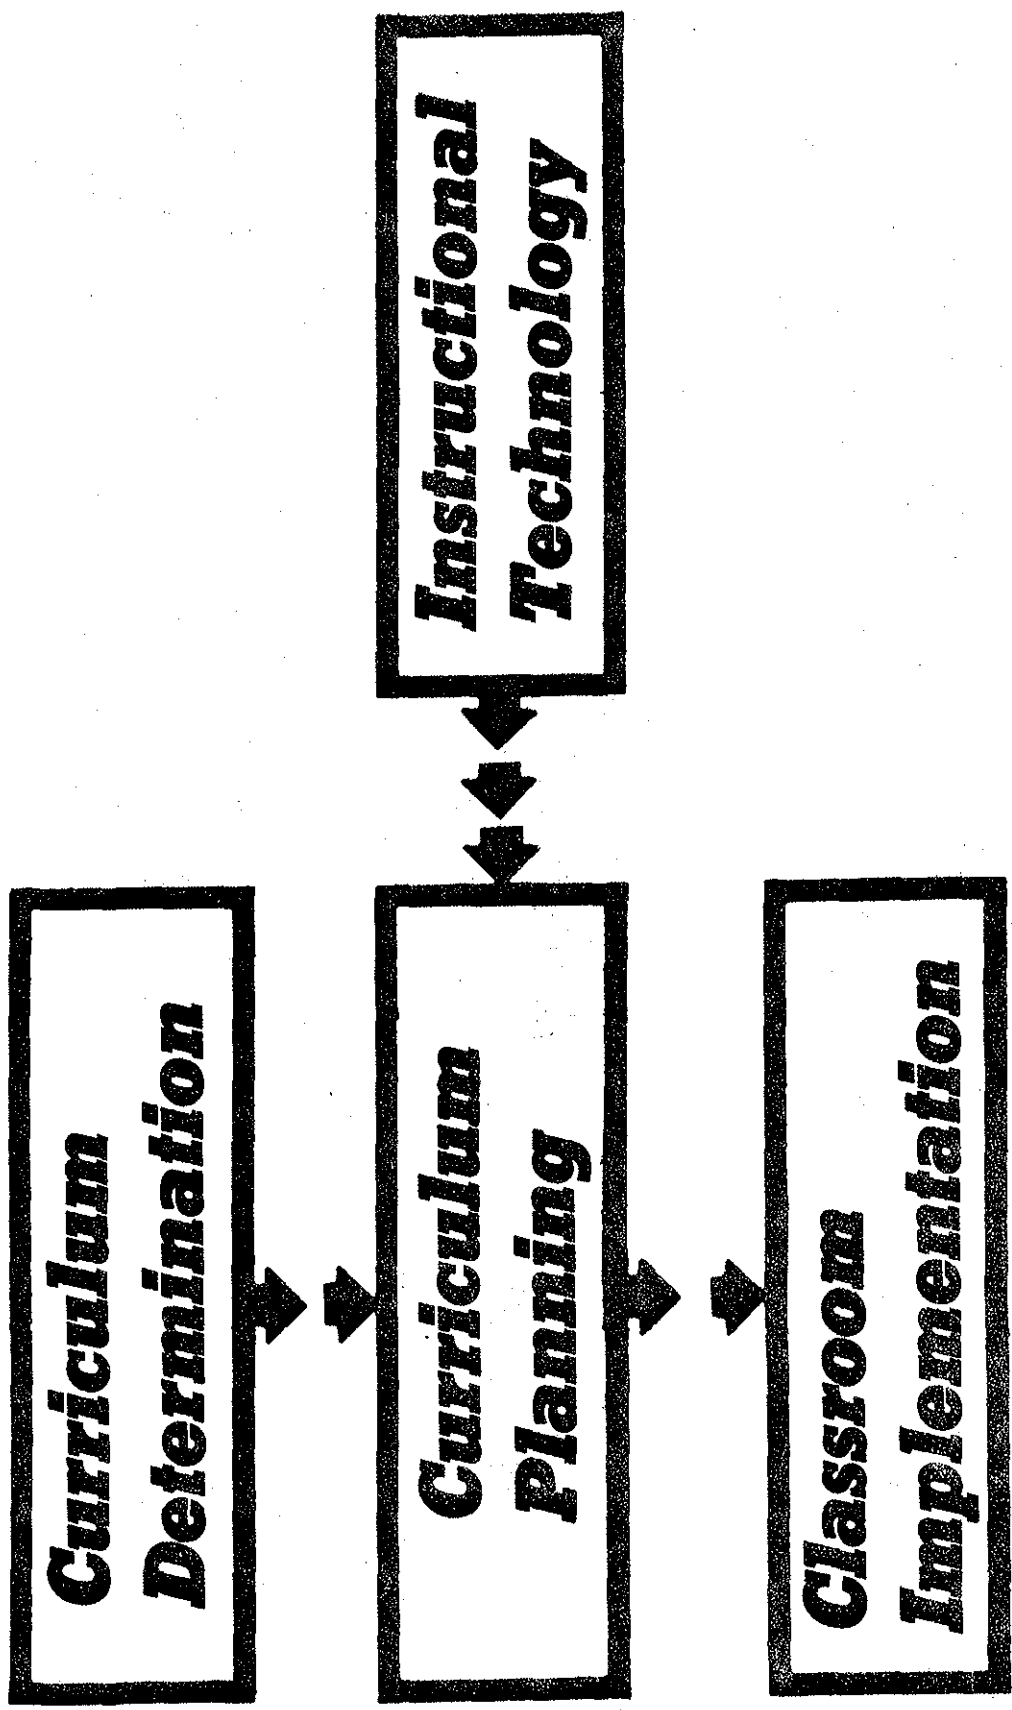 Curriculum
Determination
Curriculum
Planning
Instructional
Technology
Classroom
Implementation